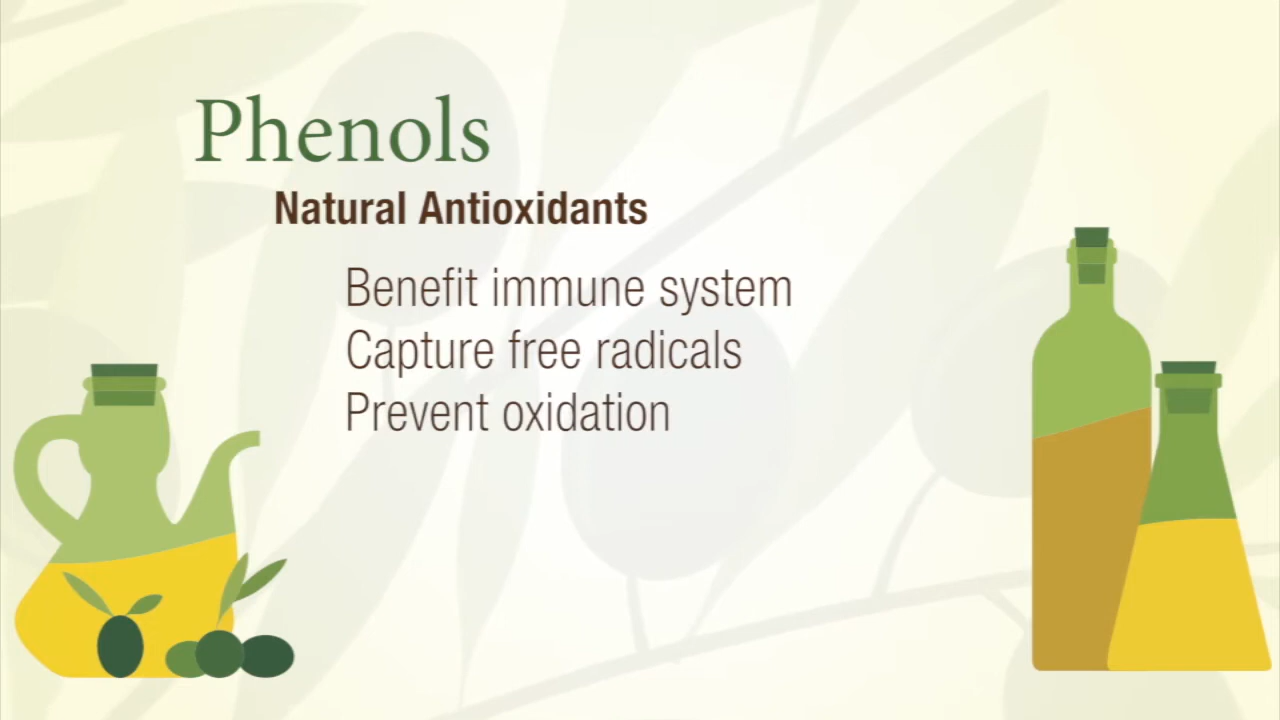 Phenols
Natural Antioxidants
Benefit immune system
Capture free radicals
Prevent oxidation